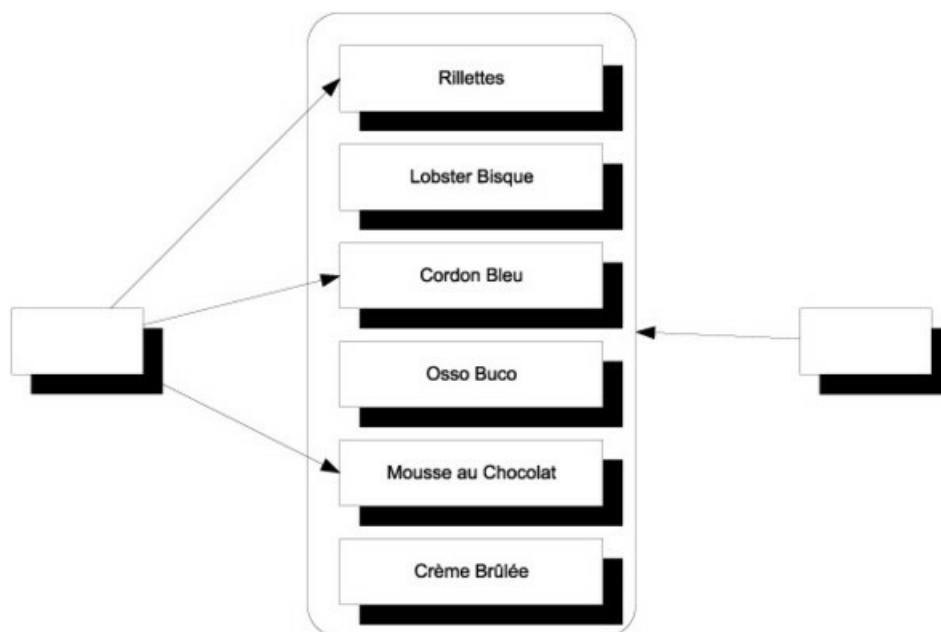 Rillettes
Lobster Bisque
Cordon Bleu
Osso Buco
Mousse au Chocolat
Crème Brûlée